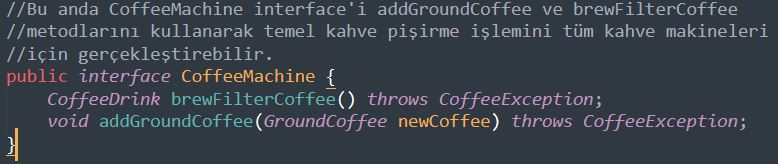 //Bu anda CoffeeMachine interface'i addGroundCoffee ve brewFilterCoffee
//metodlarını kullanarak temel kahve pişirme işlemini tüm kahve makineleri
//için gerçekleştirebilir.
public interface CoffeeMachine {
    CoffeeDrink brewFilterCoffee() throws CoffeeException;
    void addGroundCoffee(GroundCoffee newCoffee) throws CoffeeException;
}